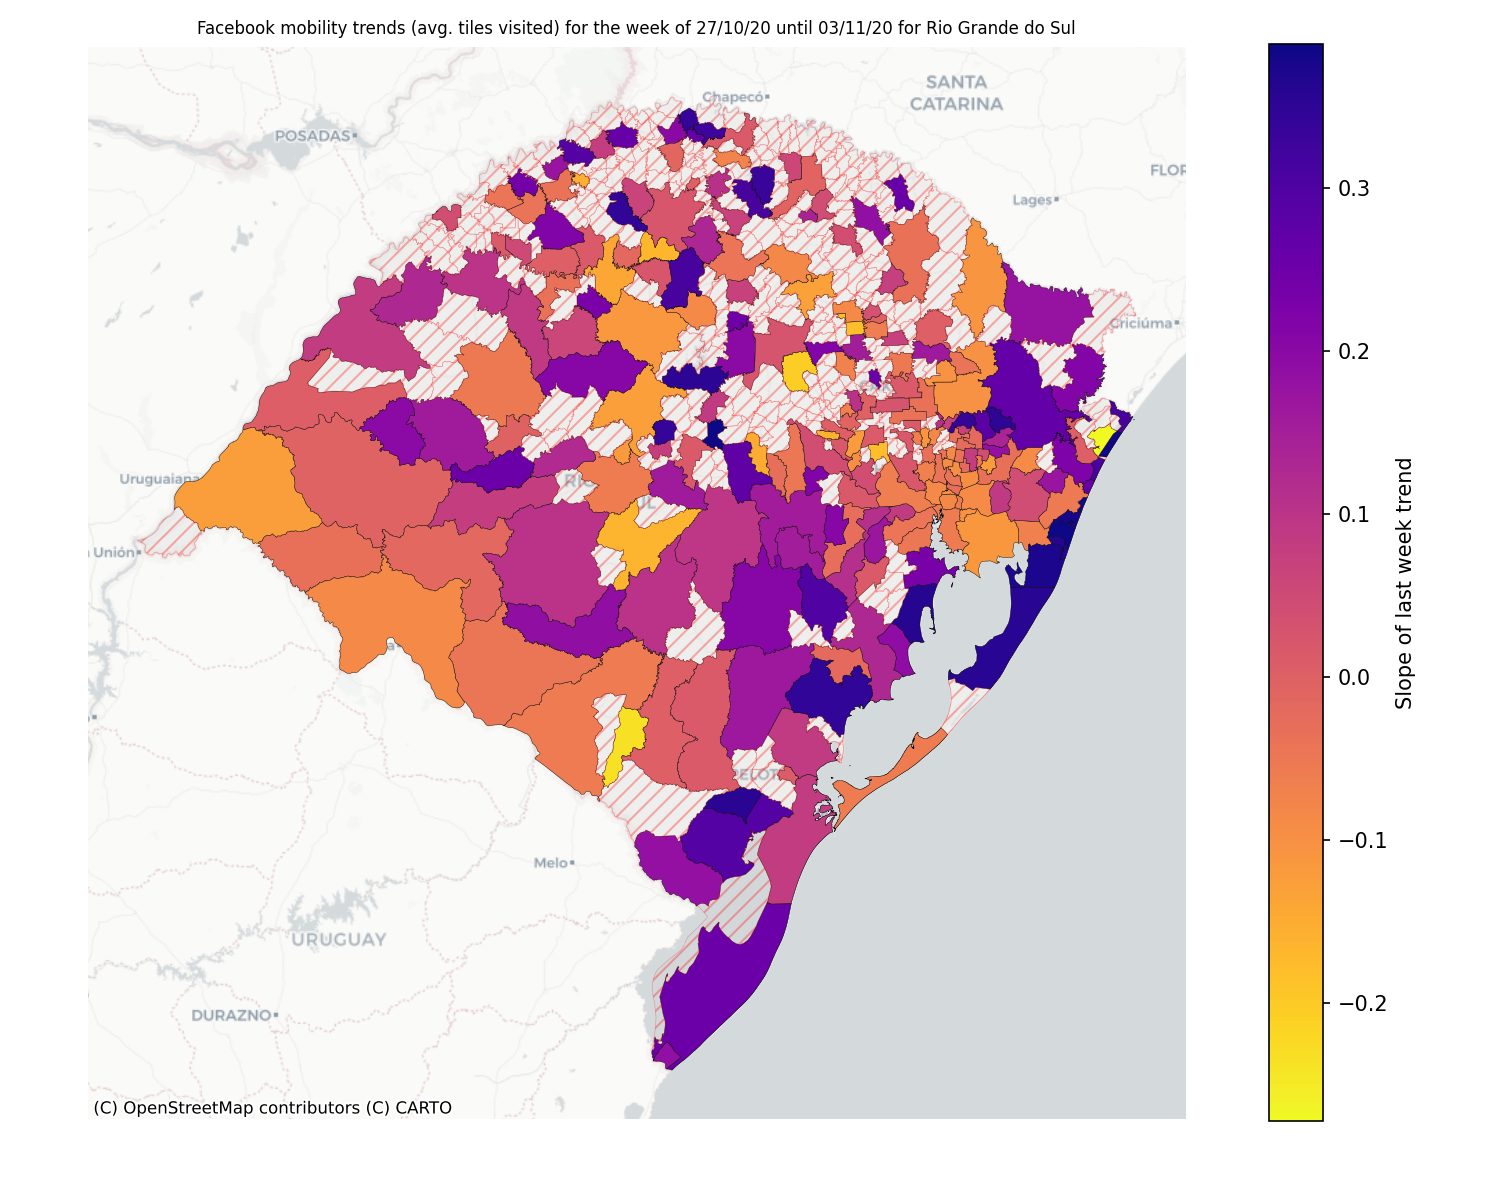 Facebook mobility trends (avg. tiles visited) for the week of 27/10/20 until 03/11/20 for Rio Grande do Sul
Chapecó
SANTA
CATARINA
POSADAS
FLOR
Lages
Criciúma
Uruguaiana
Unión
PELOT
Melo
URUGUAY
DURAZNO
(C) OpenStreetMap contributors (C) CARTO
0.3
0.2
0.1
0.0
−0.1
−0.2
Slope of last week trend